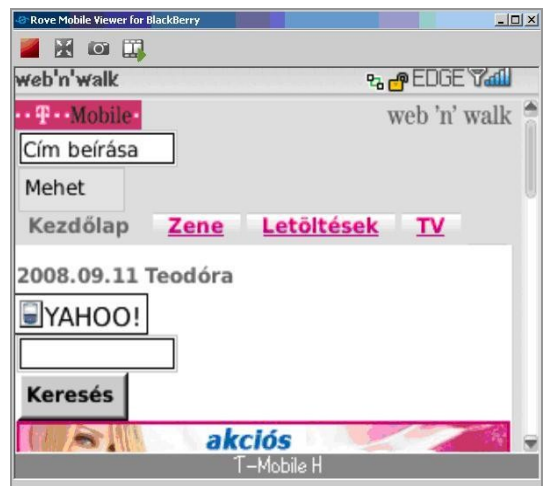 Rove Mobile Viewer for BlackBerry
web'n'walk EDGE
T Mobile web 'n' walk
Cím beírása
Mehet
Kezdőlap Zene Letöltések TV
2008.09.11 Teodóra
YAHOO!
Keresés
akciós
T-Mobile H